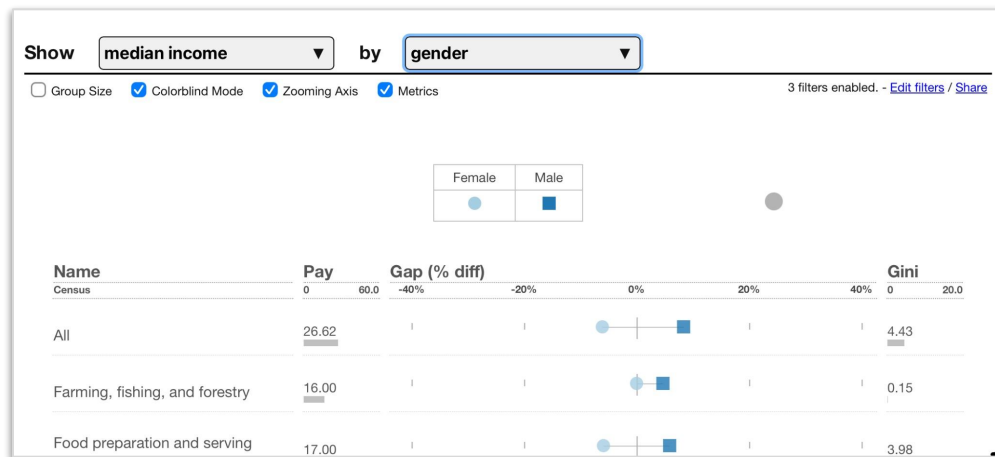 Show median income ▼ by gender ▼
Group Size Colorblind Mode Zooming Axis Metrics 3 filters enabled. - Edit filters / Share
Female Male
Name Pay Gap (% diff) Gini
Census 0 60.0 -40% -20% 0% 20% 40% 0 20.0
All 26.62 4.43
Farming, fishing, and forestry 16.00 0.15
Food preparation and serving 17.00 3.98